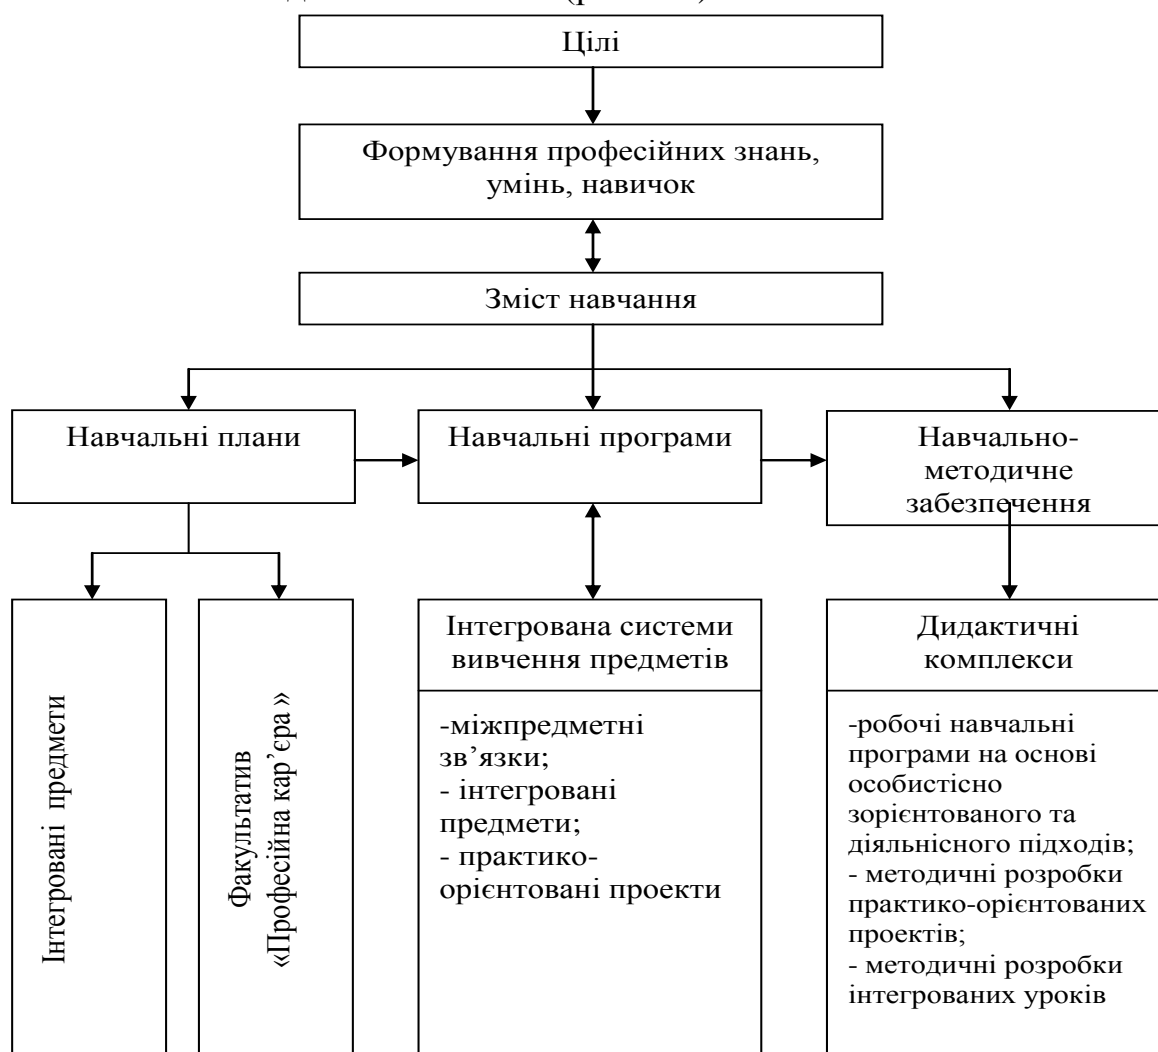 Цілі
Формування професійних знань,
умінь, навичок
Зміст навчання
Навчальні плани
Навчальні програми
Навчально-
методичне
забезпечення
Інтегровані предмети
Факультатив
«Професійна кар’єра »
Інтегрована системи
вивчення предметів
-міжпредметні
зв’язки;
- інтегровані
предмети;
- практико-
орієнтовані проекти
Дидактичні
комплекси
-робочі навчальні
програми на основі
особистісно
зорієнтованого та
діяльнісного підходів;
- методичні розробки
практико-орієнтованих
проектів;
- методичні розробки
інтегрованих уроків